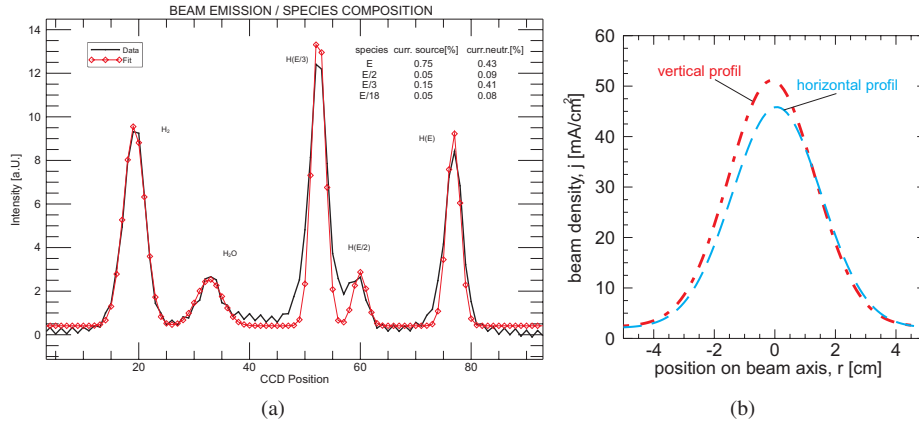 BEAM EMISSION / SPECIES COMPOSITION
14
12
10
8
6
4
2
0
Intensity [a.U.]
Data
Fit
H₂
H₂O
H(E/3)
H(E/2)
H(E)
species curr. source[%] curr.neutr.[%]
E 0.75 0.43
E/2 0.05 0.09
E/3 0.15 0.41
E/18 0.05 0.08
20 40 60 80
CCD Position
(a)
60
50
40
30
20
10
0
beam density, j [mA/cm²]
vertical profil
horizontal profil
-4 -2 0 2 4
position on beam axis, r [cm]
(b)